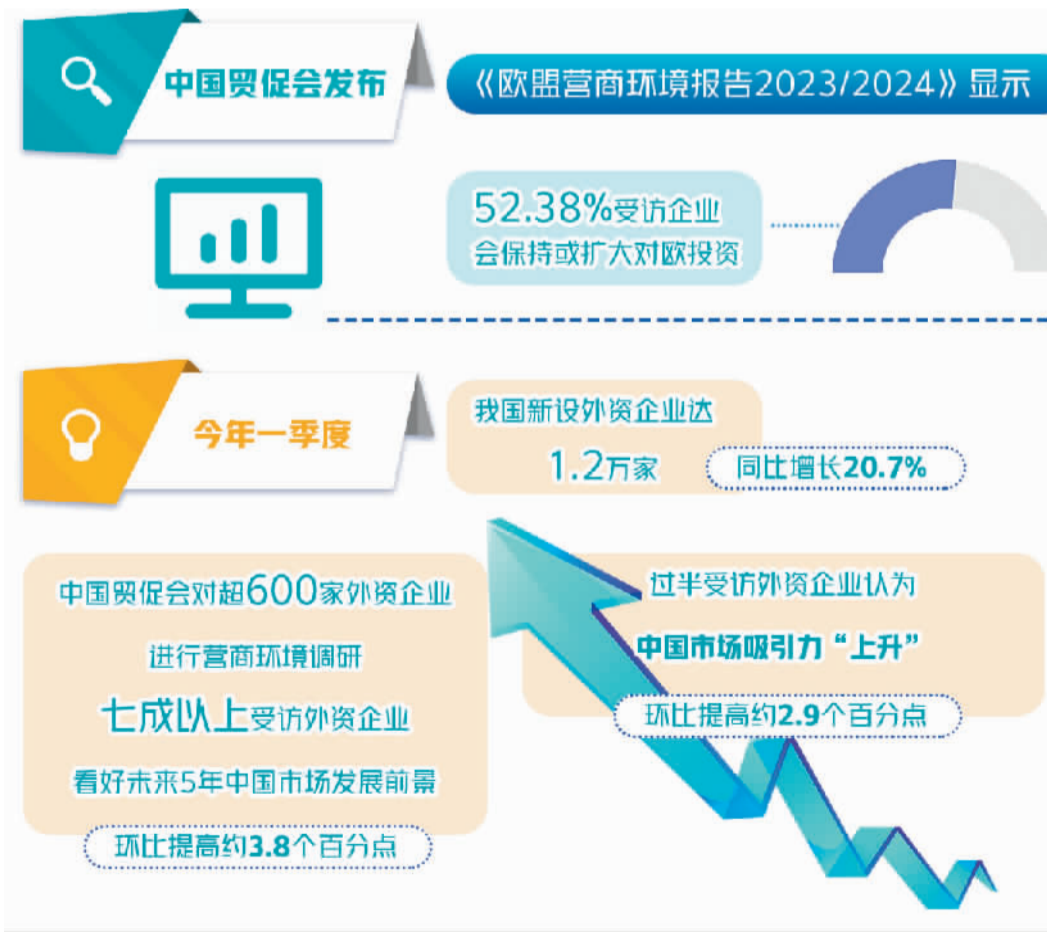 中国贸促会发布
《欧盟营商环境报告2023/2024》显示
52.38%受访企业
会保持或扩大对欧投资
今年一季度
我国新设外资企业达
1.2万家
同比增长20.7%
中国贸促会对超600家外资企业
进行营商环境调研
七成以上受访外资企业
看好未来5年中国市场发展前景
环比提高约3.8个百分点
过半受访外资企业认为
中国市场吸引力“上升”
环比提高约2.9个百分点